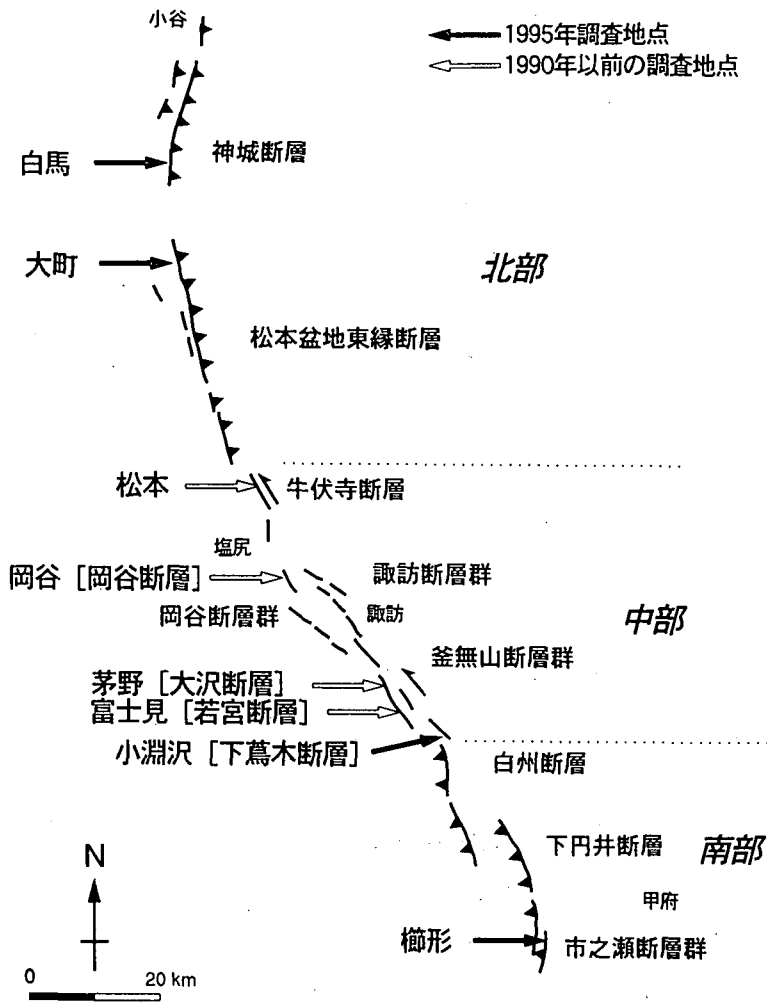 小谷
1995年調査地点
1990年以前の調査地点
白馬
神城断層
大町
北部
松本盆地東縁断層
松本
牛伏寺断層
塩尻
岡谷［岡谷断層］
諏訪断層群
岡谷断層群
諏訪
中部
釜無山断層群
茅野［大沢断層］
富士見［若宮断層］
小淵沢［下蔦木断層］
白州断層
下円井断層
南部
N
甲府
櫛形
市之瀬断層群
0
20 km